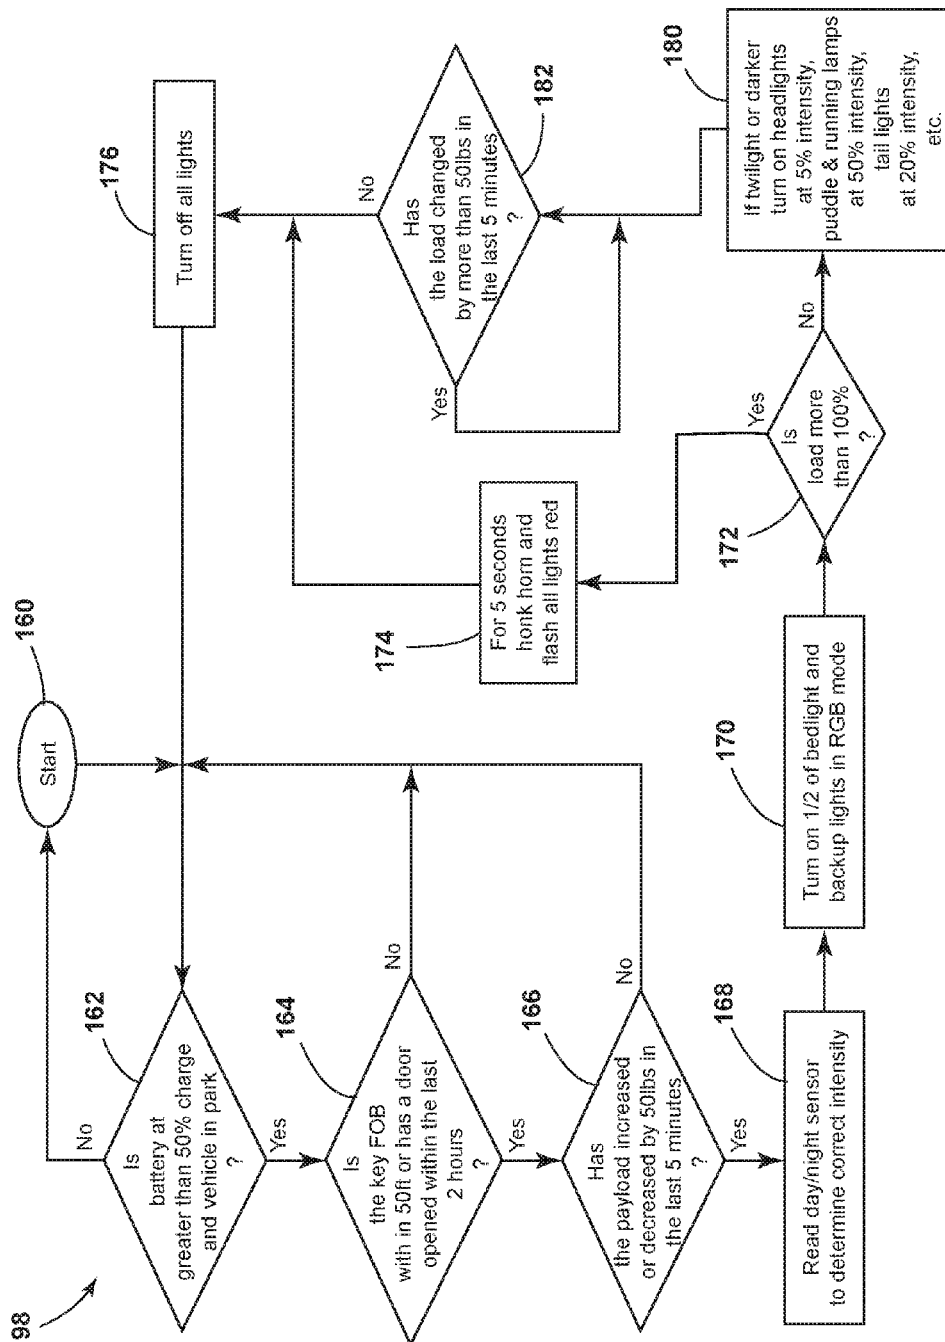 98
Start
160
Is
battery at
greater than 50% charge
and vehicle in park
?
162
No
Yes
Is
the key FOB
with in 50ft or has a door
opened within the last
2 hours
?
164
No
Yes
Has
the payload increased
or decreased by 50lbs in
the last 5 minutes
?
166
No
Yes
Read day/night sensor
to determine correct intensity
168
Turn on 1/2 of bedlight and
backup lights in RGB mode
170
Is
load more
than 100%
?
172
Yes
No
For 5 seconds
honk horn and
flash all lights red
174
Turn off all lights
176
If twilight or darker
turn on headlights
at 5% intensity,
puddle & running lamps
at 50% intensity,
tail lights
at 20% intensity,
etc.
180
Has
the load changed
by more than 50lbs in
the last 5 minutes
?
182
No
Yes